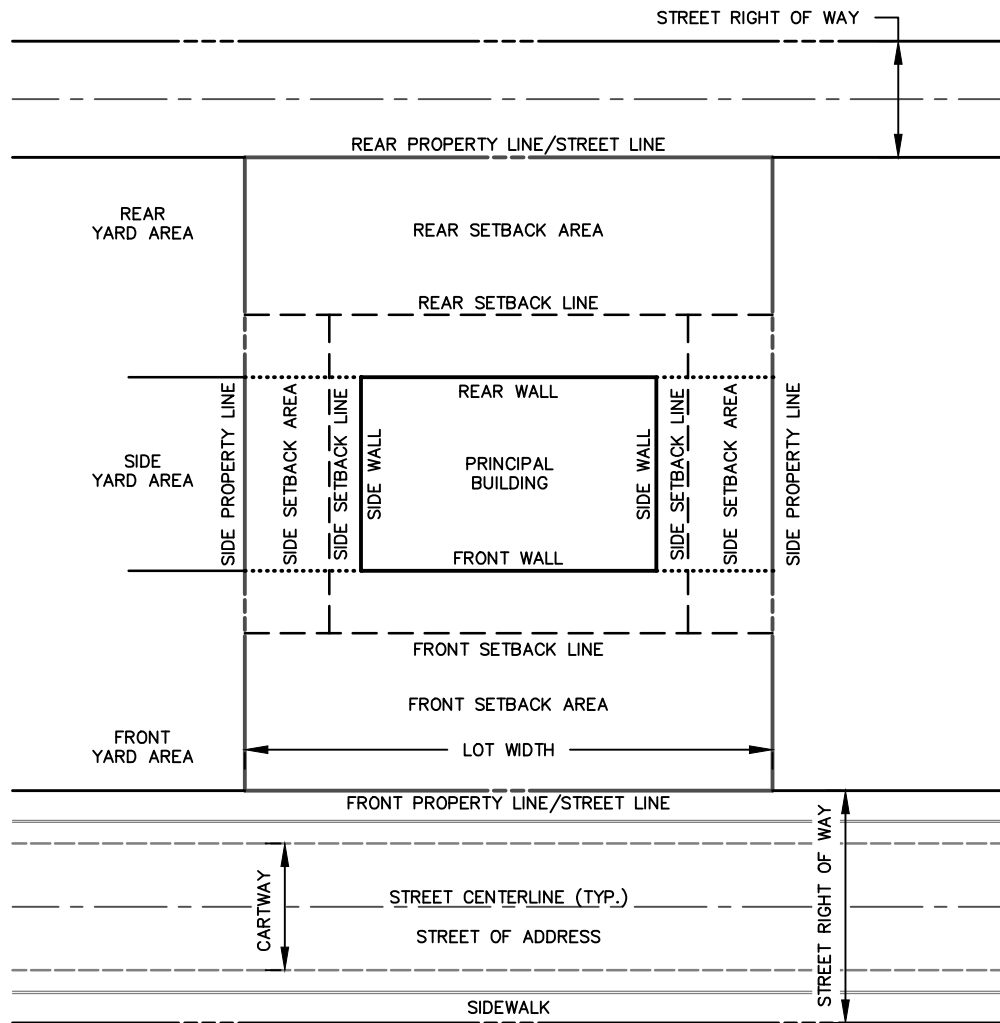 STREET RIGHT OF WAY
REAR PROPERTY LINE/STREET LINE
REAR
YARD AREA
REAR SETBACK AREA
REAR SETBACK LINE
SIDE
YARD AREA
SIDE PROPERTY LINE
SIDE SETBACK AREA
SIDE SETBACK LINE
SIDE WALL
REAR WALL
PRINCIPAL
BUILDING
FRONT WALL
SIDE WALL
SIDE SETBACK LINE
SIDE SETBACK AREA
SIDE PROPERTY LINE
FRONT SETBACK LINE
FRONT SETBACK AREA
FRONT
YARD AREA
LOT WIDTH
FRONT PROPERTY LINE/STREET LINE
CARTWAY
STREET CENTERLINE (TYP.)
STREET OF ADDRESS
STREET RIGHT OF WAY
SIDEWALK